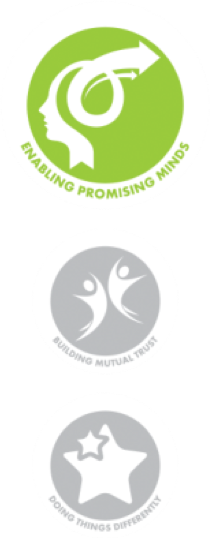 ENABLING PROMISING MINDS
BUILDING MUTUAL TRUST
DOING THINGS DIFFERENTLY